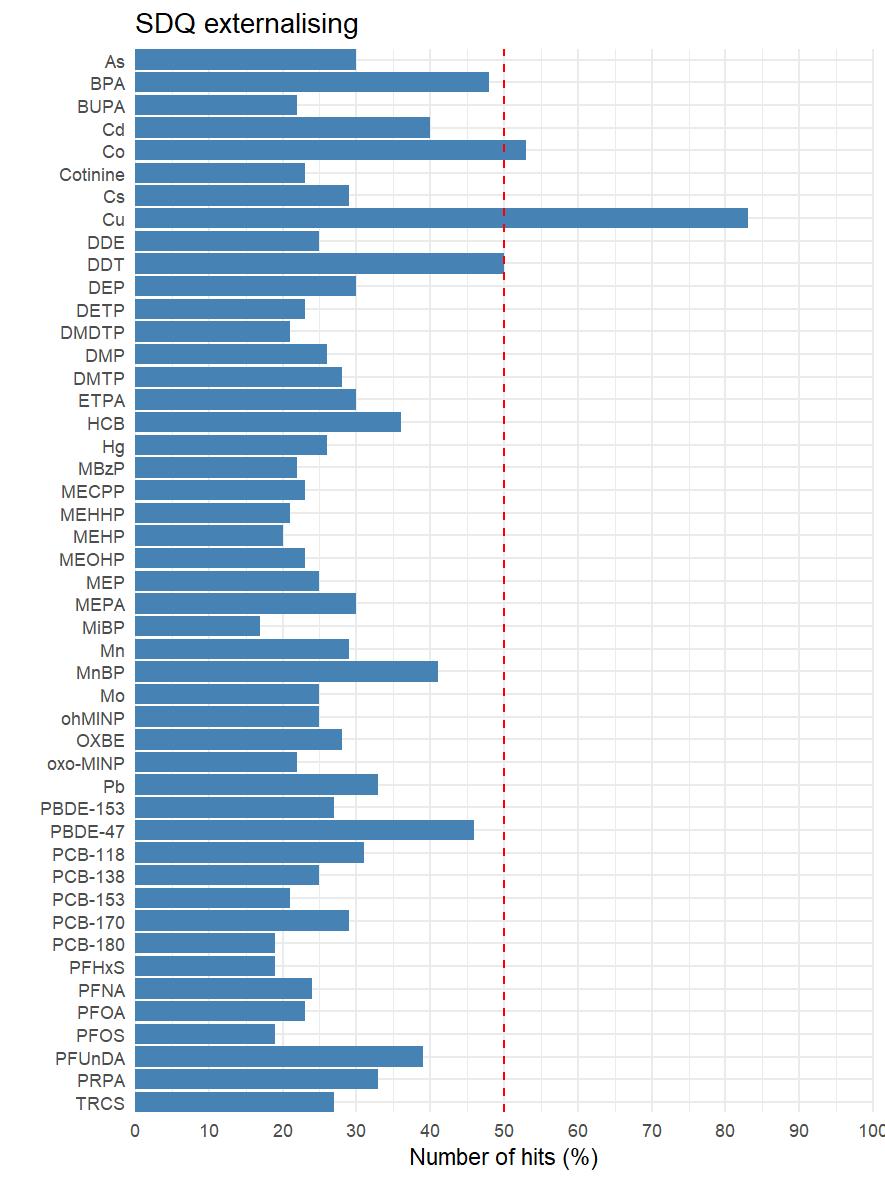 SDQ externalising
As
BPA
BUPA
Cd
Co
Cotinine
Cs
Cu
DDE
DDT
DEP
DETP
DMDTP
DMP
DMTP
ETPA
HCB
Hg
MBzP
MECPP
MEHHP
MEHP
MEOHP
MEP
MEPA
MiBP
Mn
MnBP
Mo
ohMINP
OXBE
oxo-MINP
Pb
PBDE-153
PBDE-47
PCB-118
PCB-138
PCB-153
PCB-170
PCB-180
PFHxS
PFNA
PFOA
PFOS
PFUnDA
PRPA
TRCS
0 10 20 30 40 50 60 70 80 90 100
Number of hits (%)